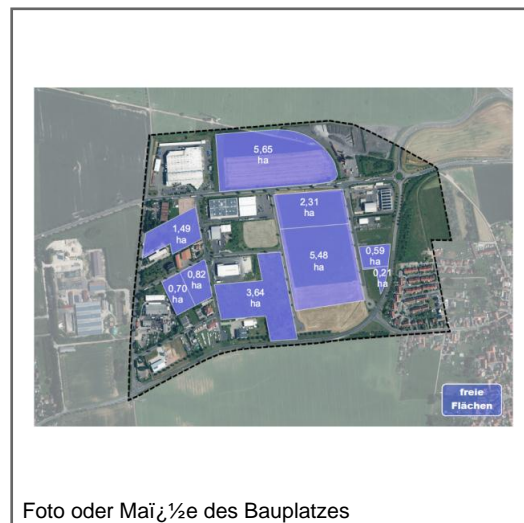 5,65
ha
2,31
ha
1,49
ha
5,48
ha
0,59
ha
0,21
ha
0,82
ha
0,70
ha
3,64
ha
freie
Flächen
Foto oder Maï¿½e des Bauplatzes